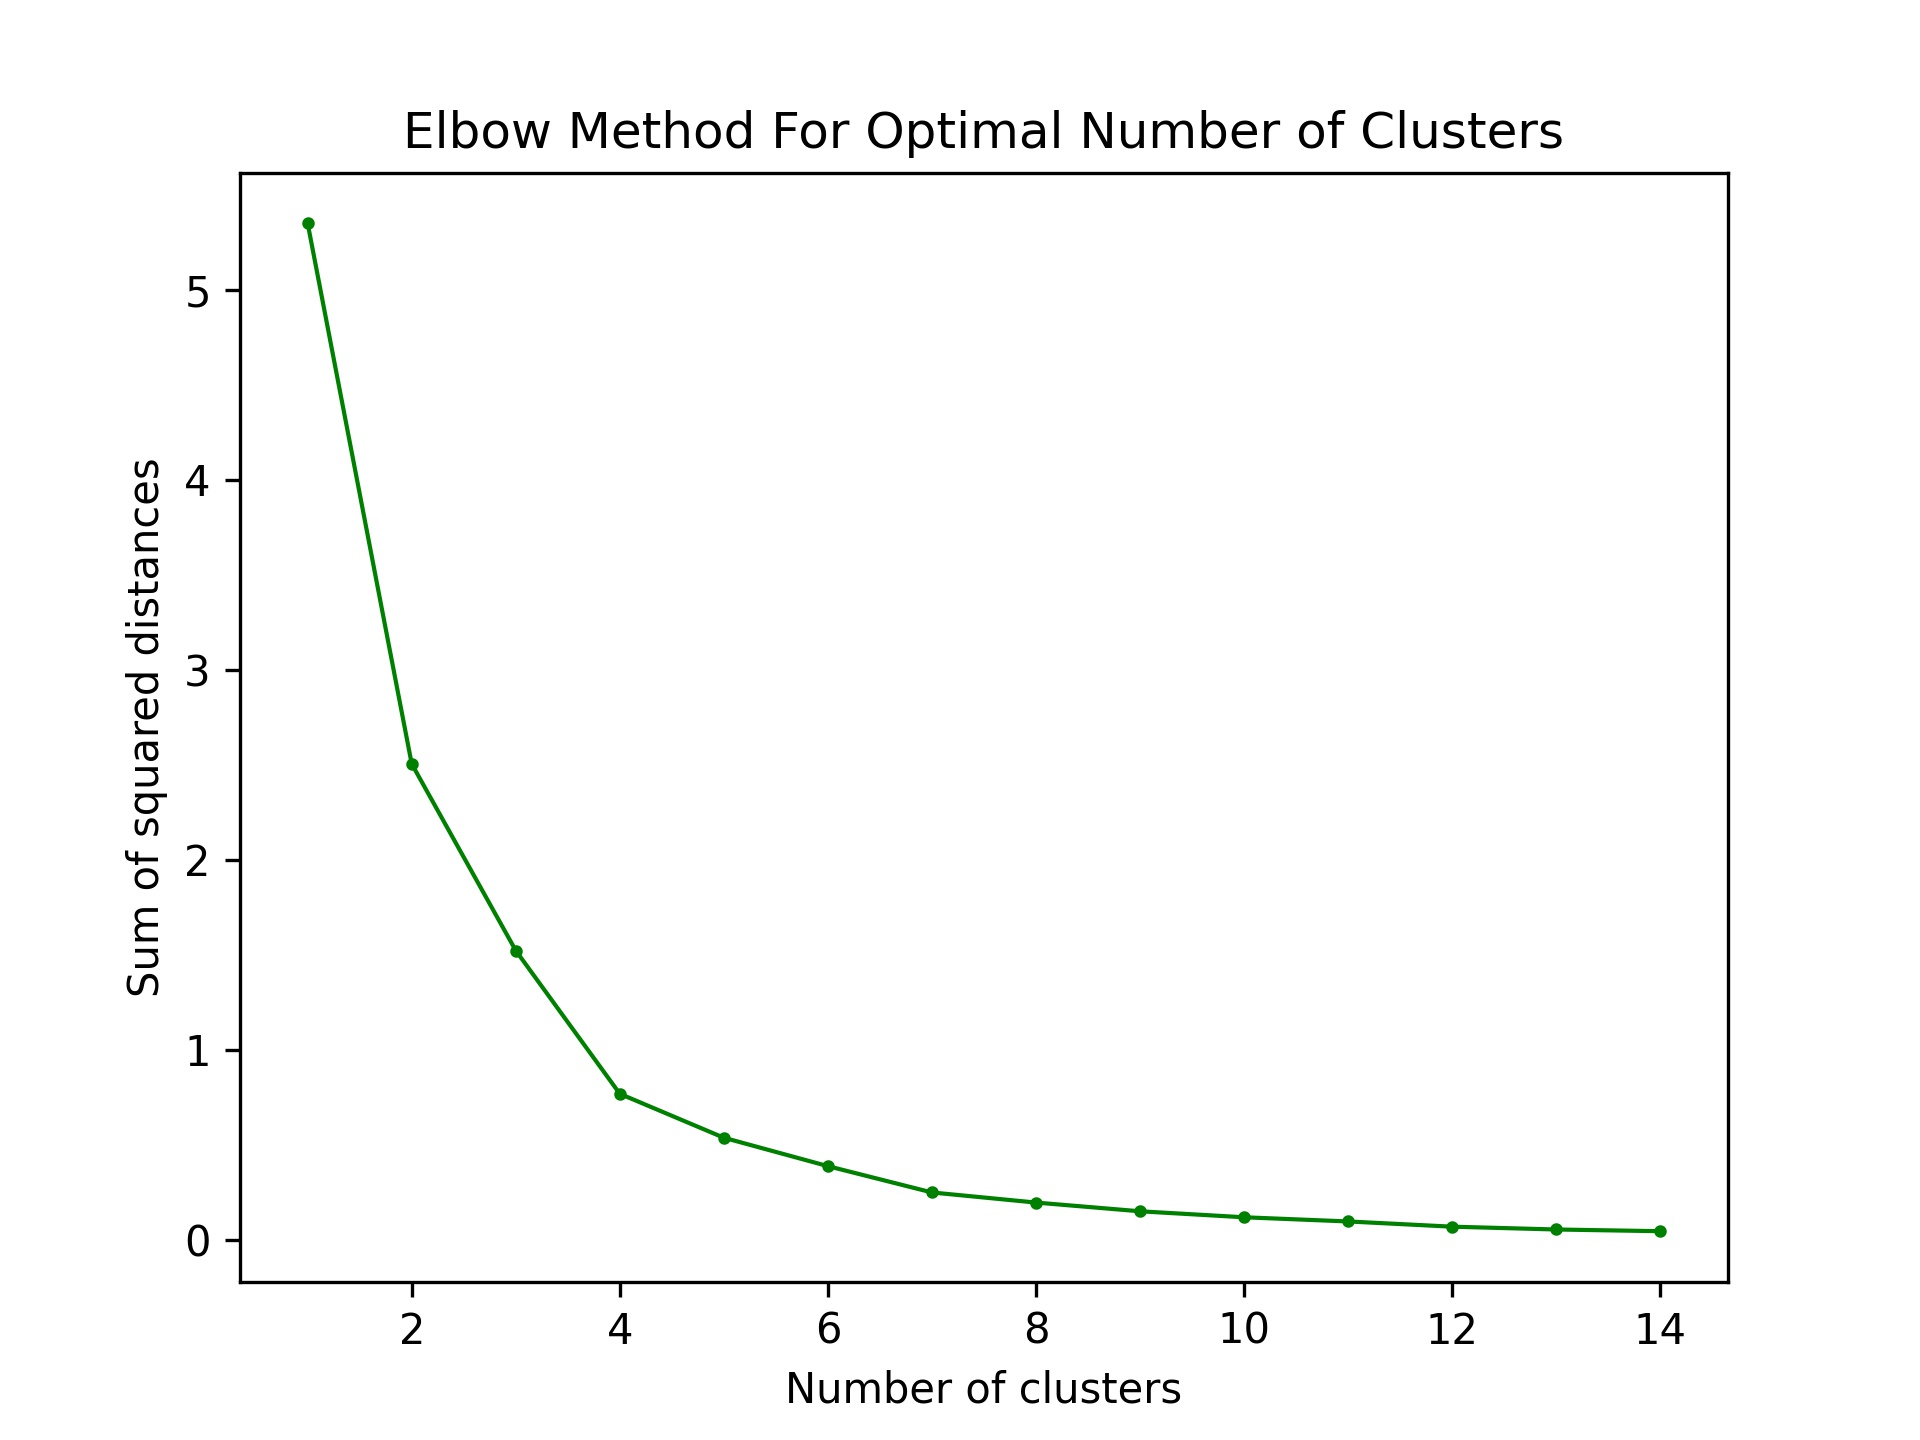 Elbow Method For Optimal Number of Clusters
5
4
3
2
1
0
Sum of squared distances
2 4 6 8 10 12 14
Number of clusters